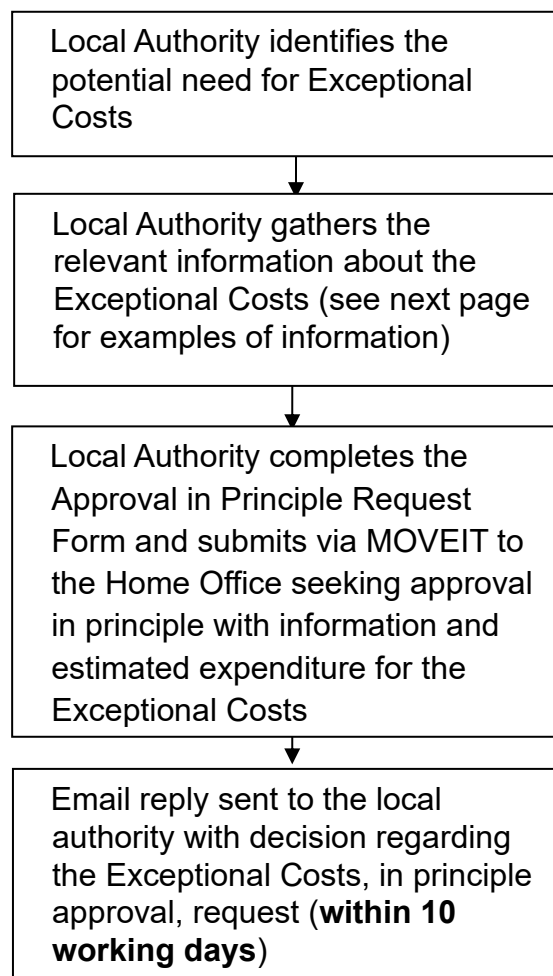 Local Authority identifies the
potential need for Exceptional
Costs
Local Authority gathers the
relevant information about the
Exceptional Costs (see next page
for examples of information)
Local Authority completes the
Approval in Principle Request
Form and submits via MOVEIT to
the Home Office seeking approval
in principle with information and
estimated expenditure for the
Exceptional Costs
Email reply sent to the local
authority with decision regarding
the Exceptional Costs, in principle
approval, request (within 10
working days)